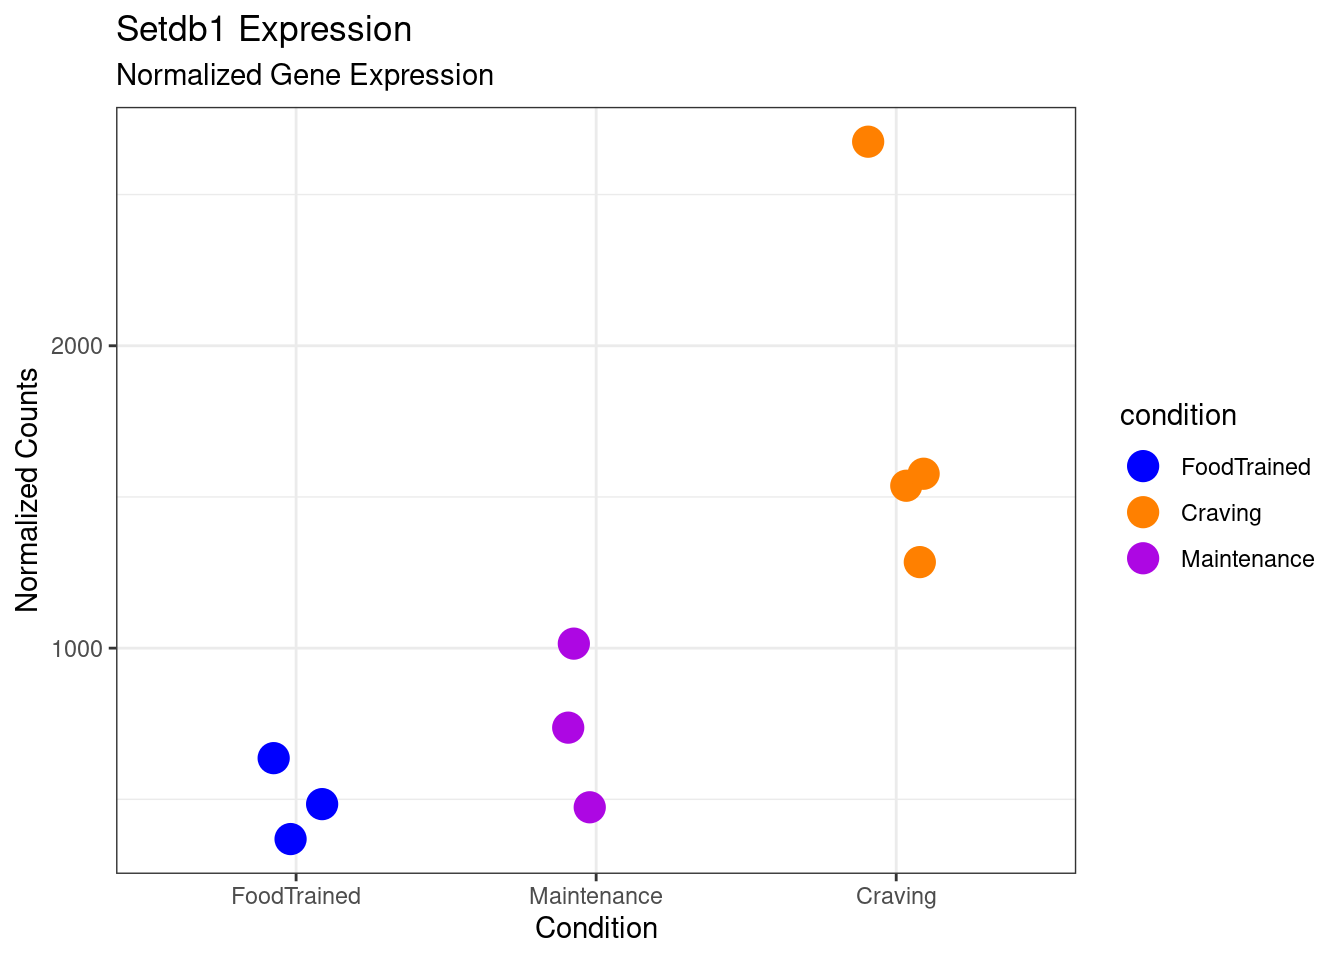 Setdb1 Expression
Normalized Gene Expression
Normalized Counts
2000
1000
FoodTrained
Maintenance
Craving
Condition
condition
FoodTrained
Craving
Maintenance